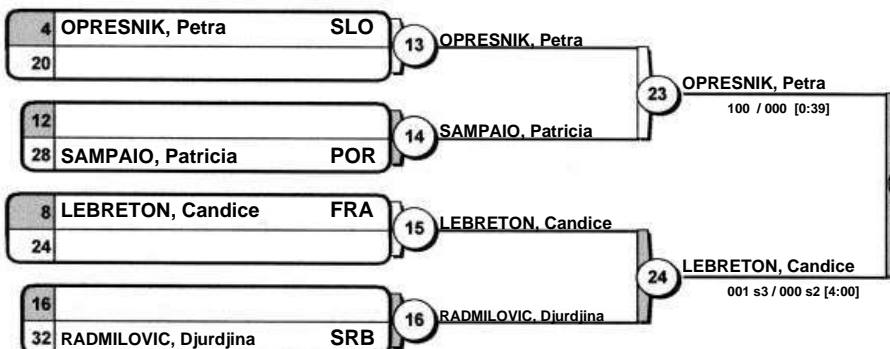 4 OPRESNIK, Petra SLO
20
13 OPRESNIK, Petra
12
28 SAMPAIO, Patricia POR
14 SAMPAIO, Patricia
23 OPRESNIK, Petra
100 / 000 [0:39]
8 LEBRETON, Candice FRA
24
15 LEBRETON, Candice
16
32 RADMILOVIC, Djurdjina SRB
16 RADMILOVIC, Djurdjina
24 LEBRETON, Candice
001 s3 / 000 s2 [4:00]